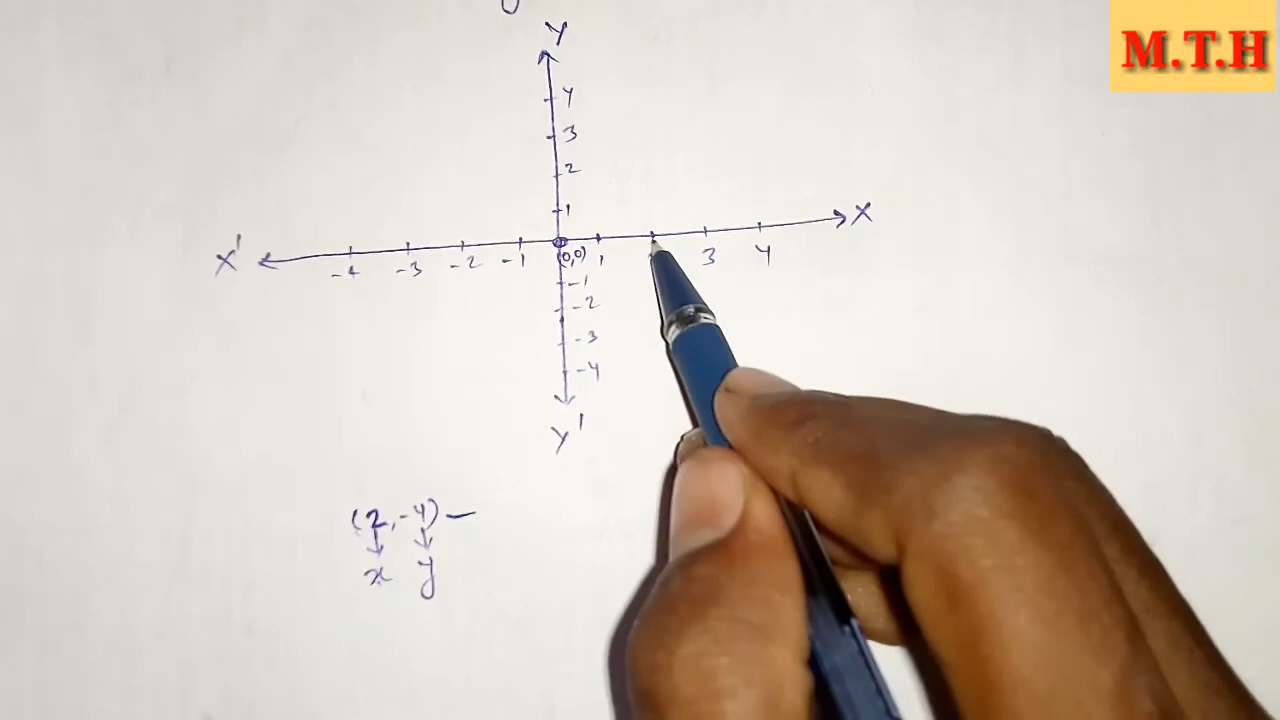 M.T.H
Y
4
3
2
1
X
X'
-4 -3 -2 -1 (0,0) 1 3 4
-1
-2
-3
-4
Y'
(2,-4) —
x y